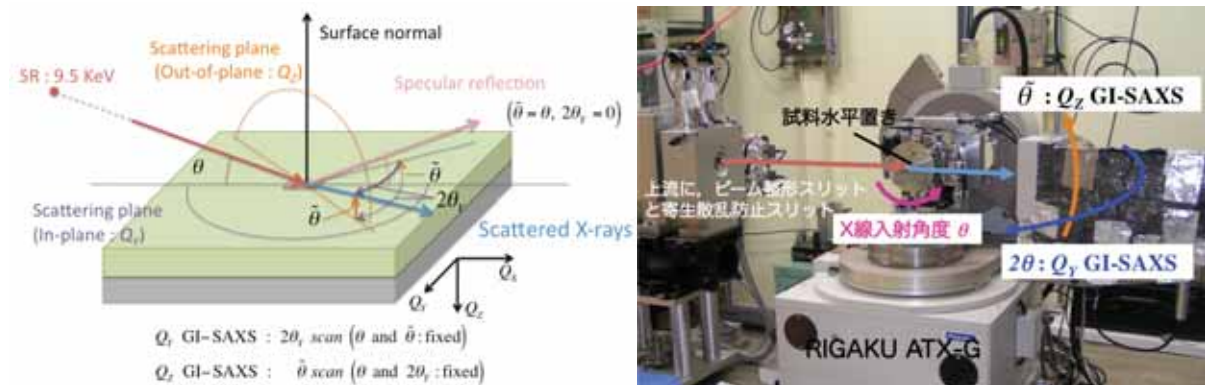 Surface normal
Scattering plane
(Out-of-plane : Q_Z)
SR : 9.5 KeV
Specular reflection
(θ̃ = θ, 2θ_Y = 0)
θ
θ̃
θ̃
2θ_Y
Scattering plane
(In-plane : Q_Y)
Scattered X-rays
Q_X
Q_Y
Q_Z
Q_Y GI-SAXS : 2θ_Y scan (θ and θ̃ : fixed)
Q_Z GI-SAXS : θ̃ scan (θ and 2θ_Y : fixed)
θ̃ : Q_Z GI-SAXS
試料水平置き
上流に，ビーム整形スリット
と寄生散乱防止スリット
X線入射角度 θ
2θ : Q_Y GI-SAXS
RIGAKU ATX-G